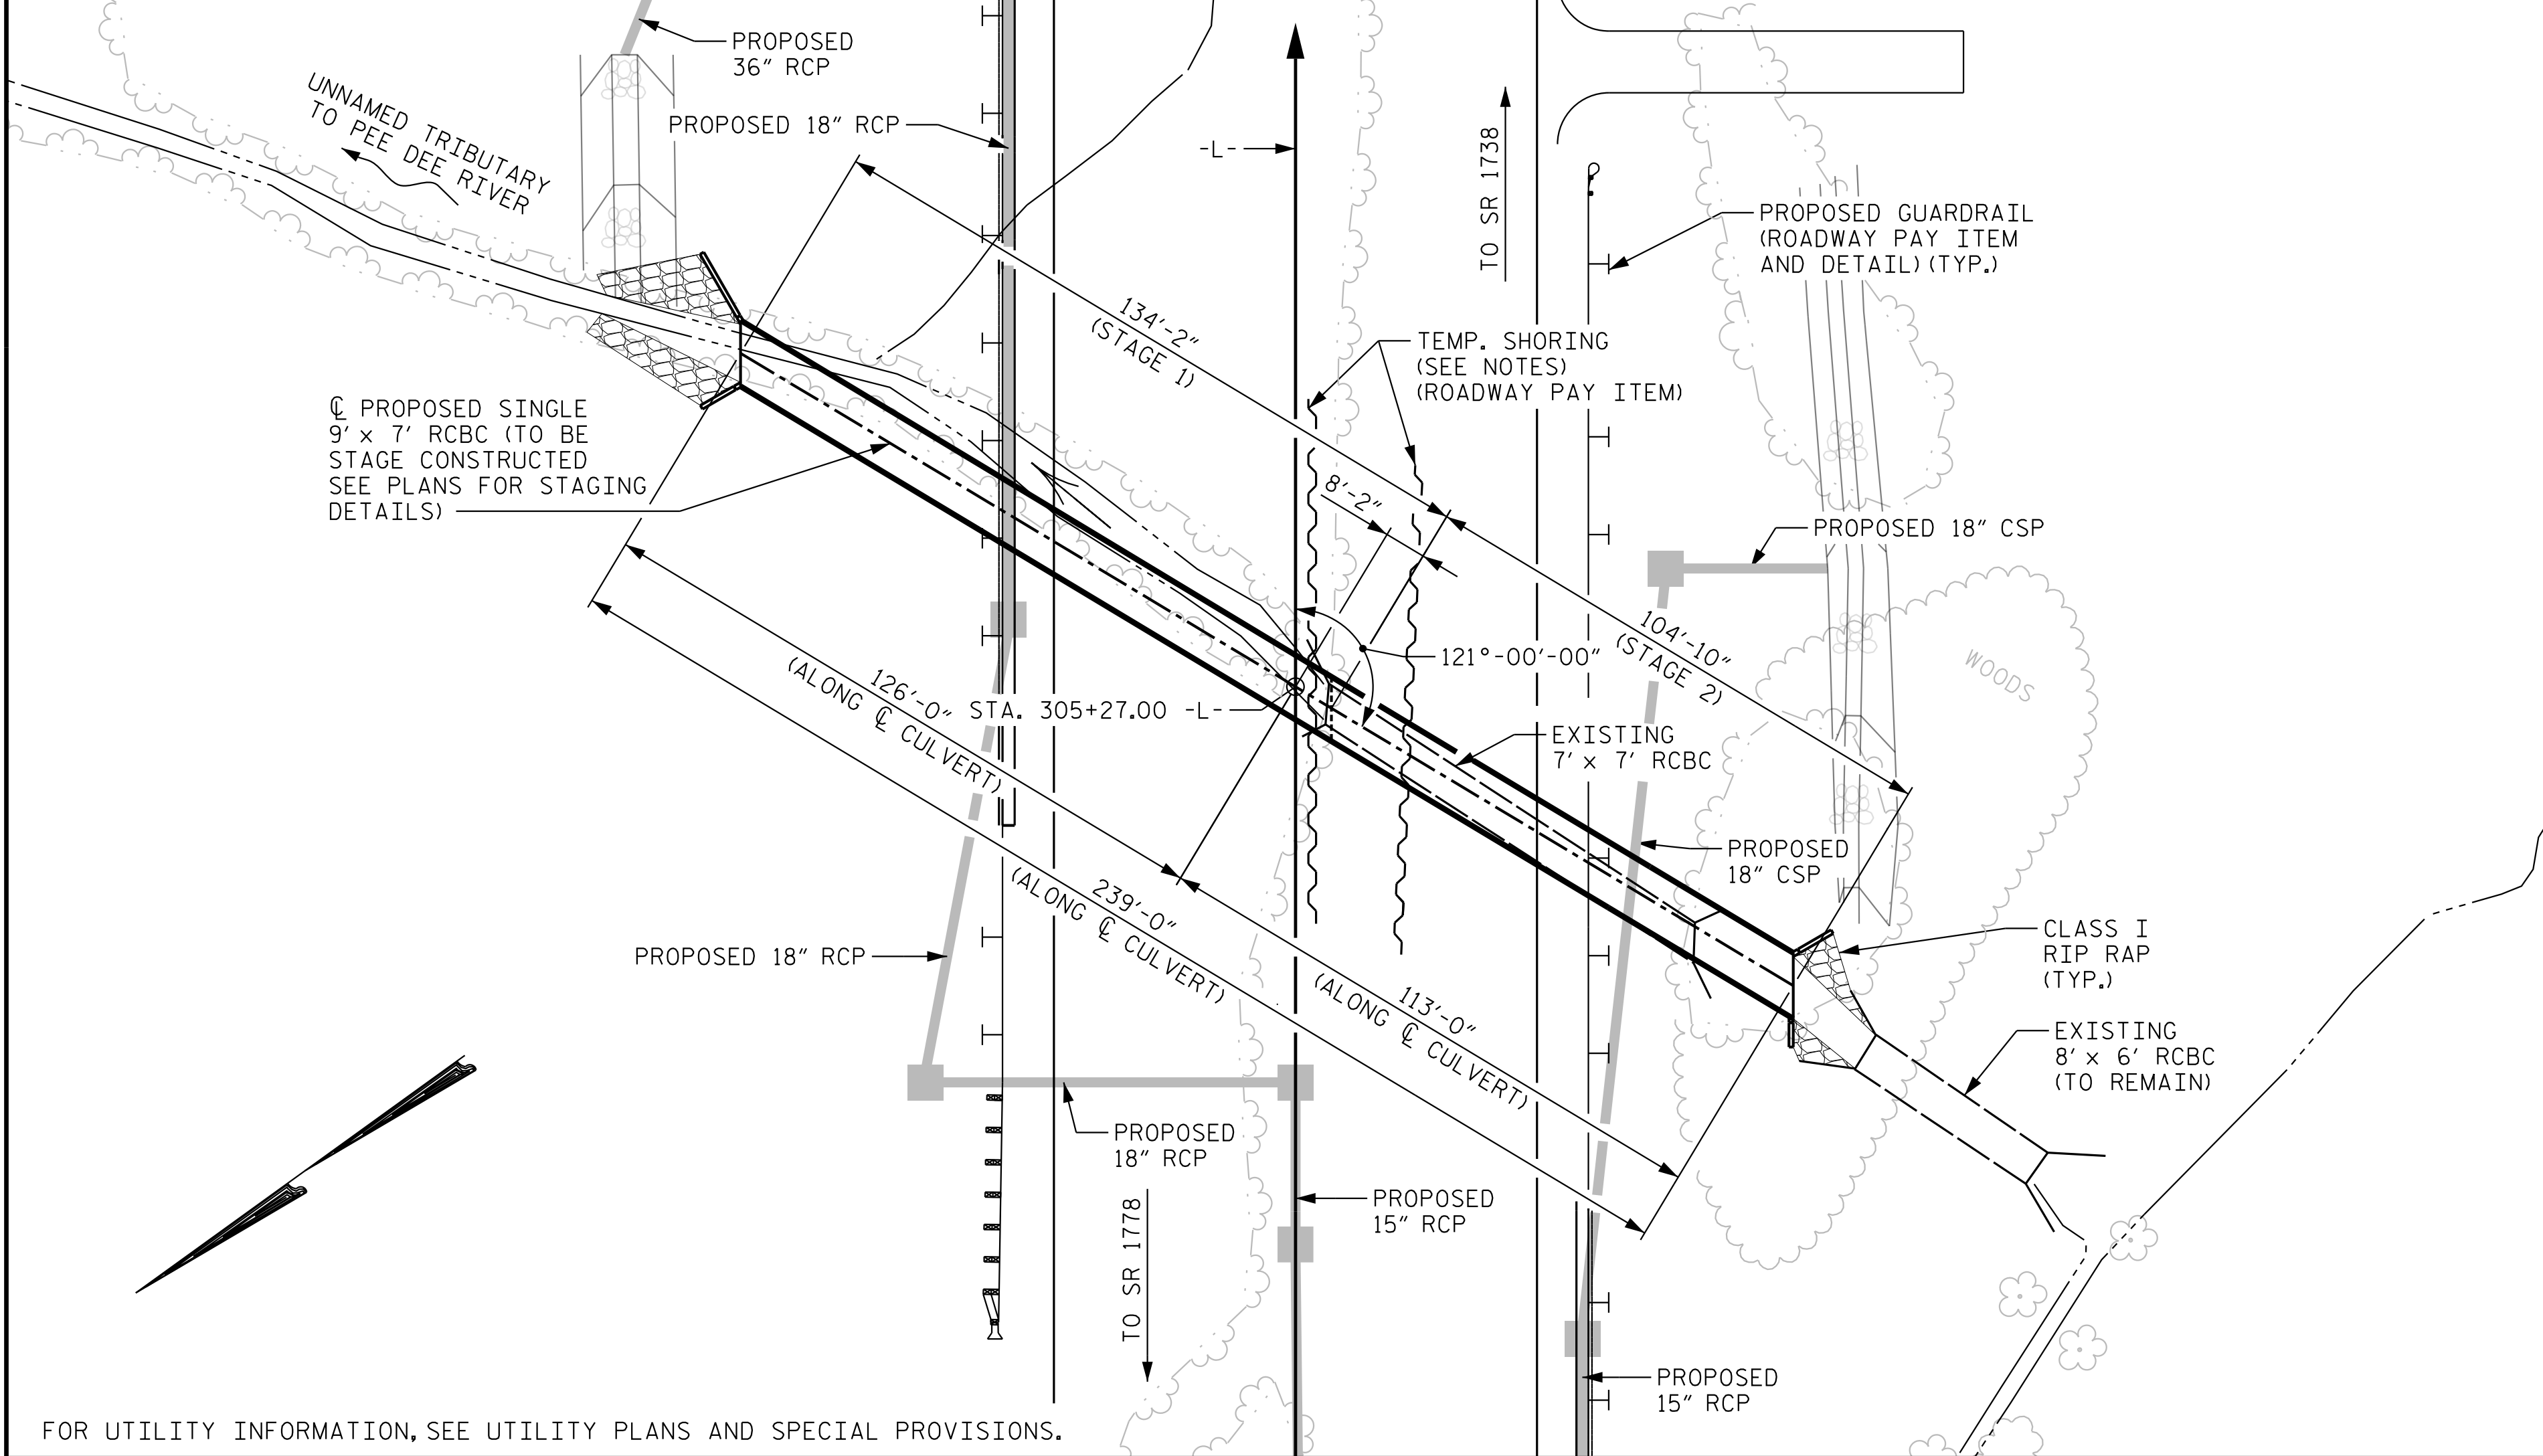 PROPOSED
36" RCP
UNNAMED TRIBUTARY
TO PEE DEE RIVER
PROPOSED 18" RCP
-L-
TO SR 1738
PROPOSED GUARDRAIL
(ROADWAY PAY ITEM
AND DETAIL) (TYP.)
134'-2"
(STAGE 1)
TEMP. SHORING
(SEE NOTES)
(ROADWAY PAY ITEM)
℄ PROPOSED SINGLE
9' x 7' RCBC (TO BE
STAGE CONSTRUCTED
SEE PLANS FOR STAGING
DETAILS)
8'-2"
PROPOSED 18" CSP
104'-10"
(STAGE 2)
121°-00'-00"
WOODS
126'-0"
(ALONG ℄ CULVERT)
STA. 305+27.00 -L-
EXISTING
7' x 7' RCBC
PROPOSED
18" CSP
239'-0"
(ALONG ℄ CULVERT)
113'-0"
(ALONG ℄ CULVERT)
PROPOSED 18" RCP
CLASS I
RIP RAP
(TYP.)
EXISTING
8' x 6' RCBC
(TO REMAIN)
PROPOSED
18" RCP
TO SR 1778
PROPOSED
15" RCP
PROPOSED
15" RCP
FOR UTILITY INFORMATION, SEE UTILITY PLANS AND SPECIAL PROVISIONS.